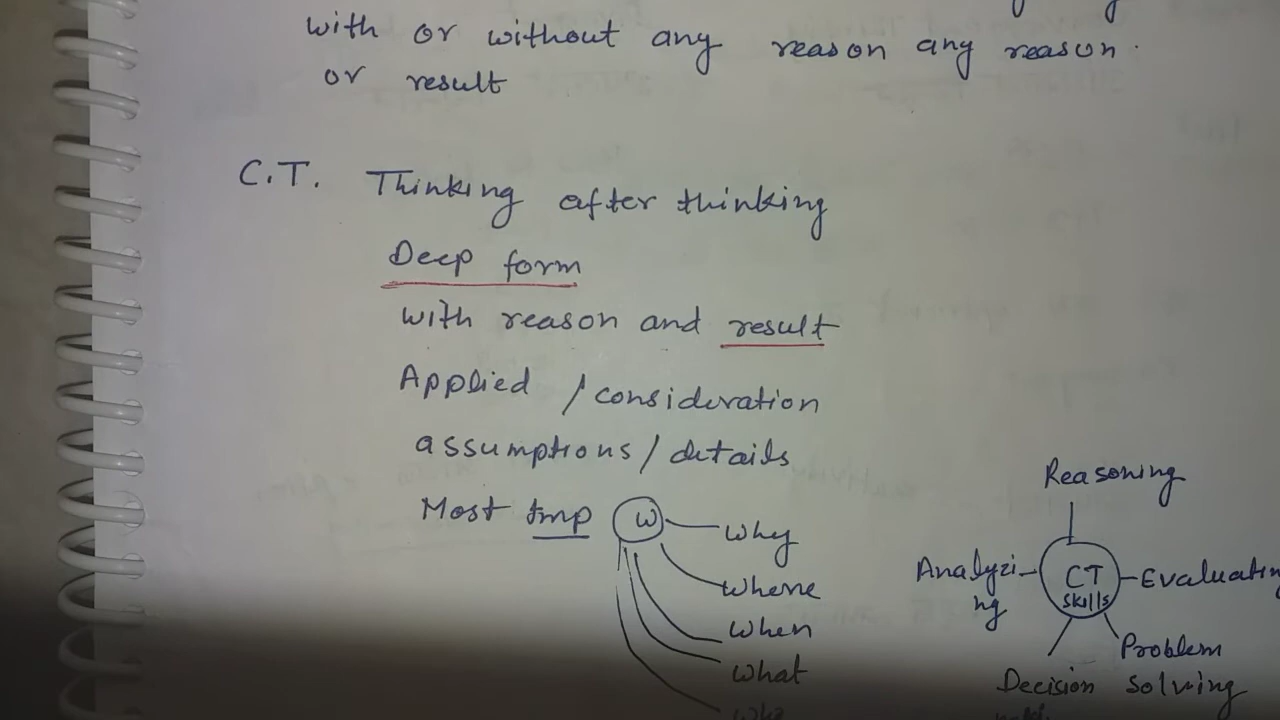 with or without any reason any reason.
or result
C.T. Thinking after thinking
Deep form
with reason and result
Applied / consideration
assumptions / details
Most Imp W
Why
Where
When
What
Reasoning
Analyzi-
ng
CT
skills
Evaluating
Problem
Solving
Decision